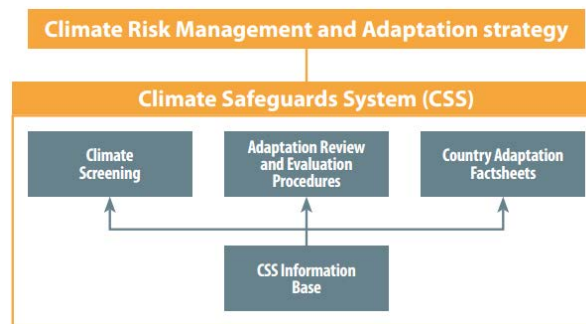 Climate Risk Management and Adaptation strategy
Climate Safeguards System (CSS)
Climate
Screening
Adaptation Review
and Evaluation
Procedures
Country Adaptation
Factsheets
CSS Information
Base